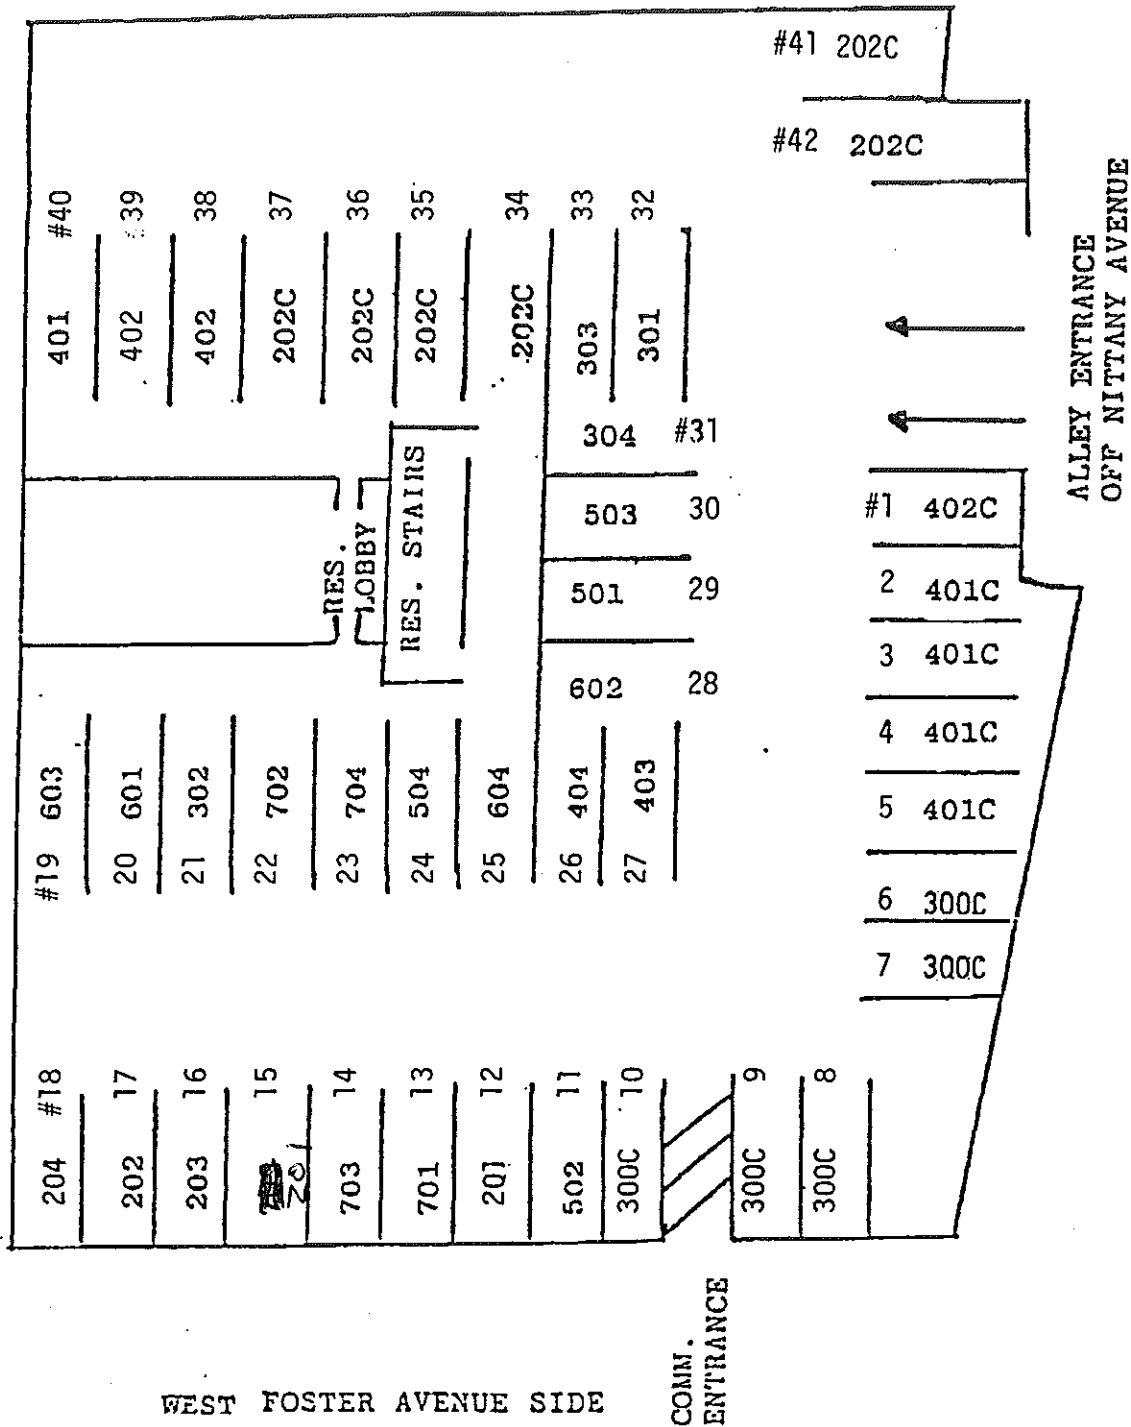 #41 202C
#42 202C
#40 401
39 402
38 402
37 202C
36 202C
35 202C
34 202C
33 303
32 301
ALLEY ENTRANCE
OFF NITTANY AVENUE
304 #31
503 30
501 29
602 28
RES.
LOBBY
RES. STAIRS
#1 402C
2 401C
3 401C
4 401C
5 401C
6 300C
7 300C
603 #19
601 20
302 21
702 22
704 23
504 24
604 25
404 26
403 27
204 #18
202 17
203 16
201 15
703 14
701 13
201 12
502 11
300C 10
300C 9
300C 8
COMM.
ENTRANCE
WEST FOSTER AVENUE SIDE